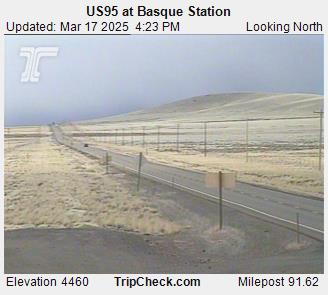 US95 at Basque Station
Updated: Mar 17 2025 4:23 PM Looking North
Elevation 4460 TripCheck.com Milepost 91.62